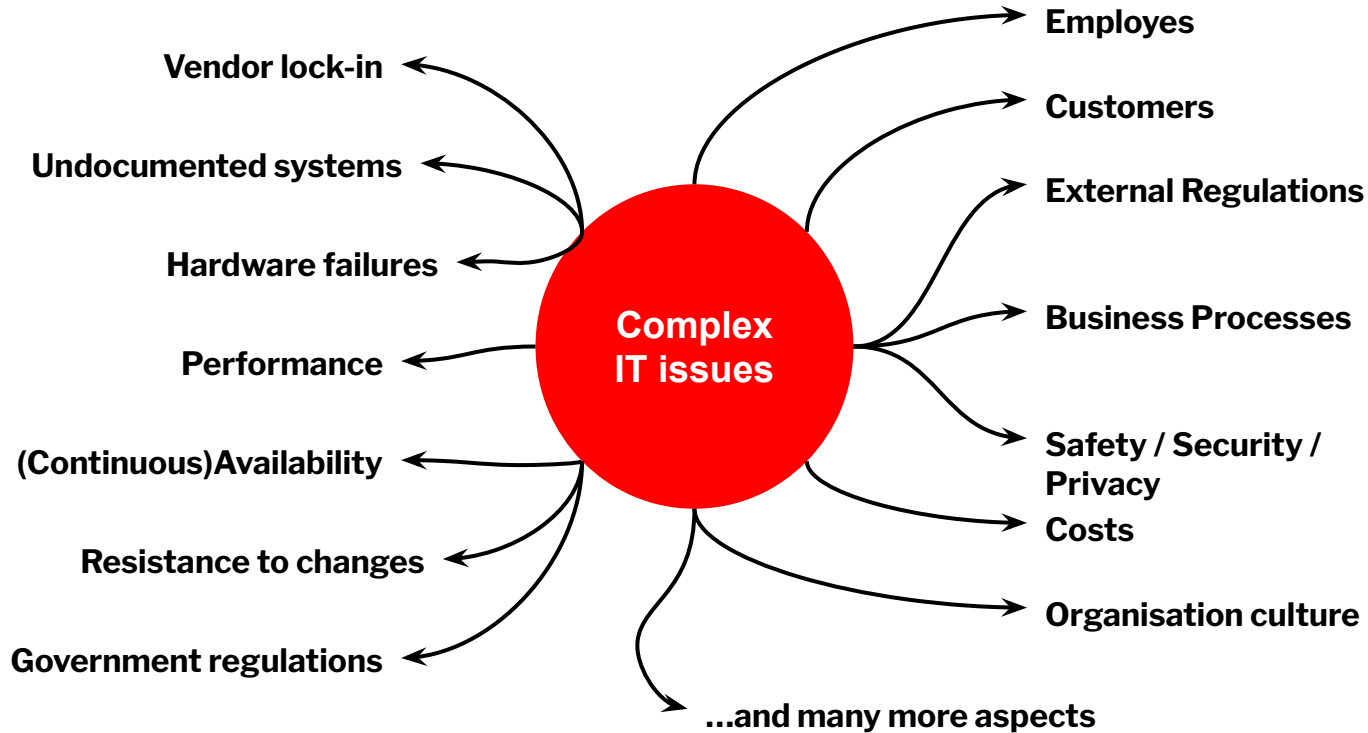 Employes
Vendor lock-in
Customers
Undocumented systems
External Regulations
Hardware failures
Complex
IT issues
Business Processes
Performance
Safety / Security /
Privacy
(Continuous)Availability
Costs
Resistance to changes
Organisation culture
Government regulations
...and many more aspects